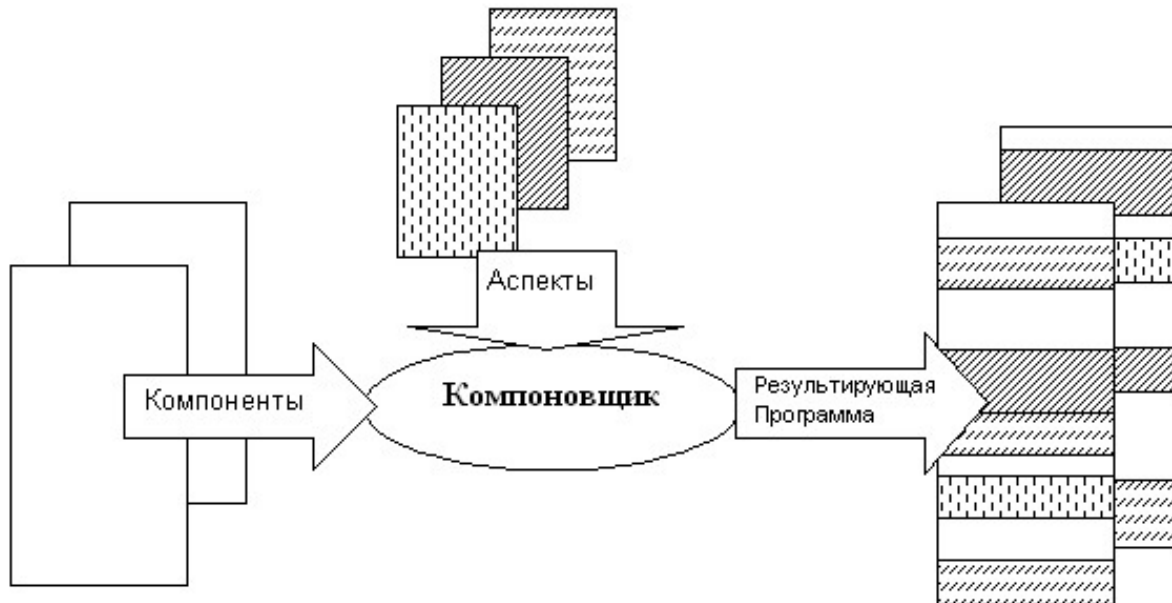 Аспекты
Компоненты
Компоновщик
Результирующая
Программа